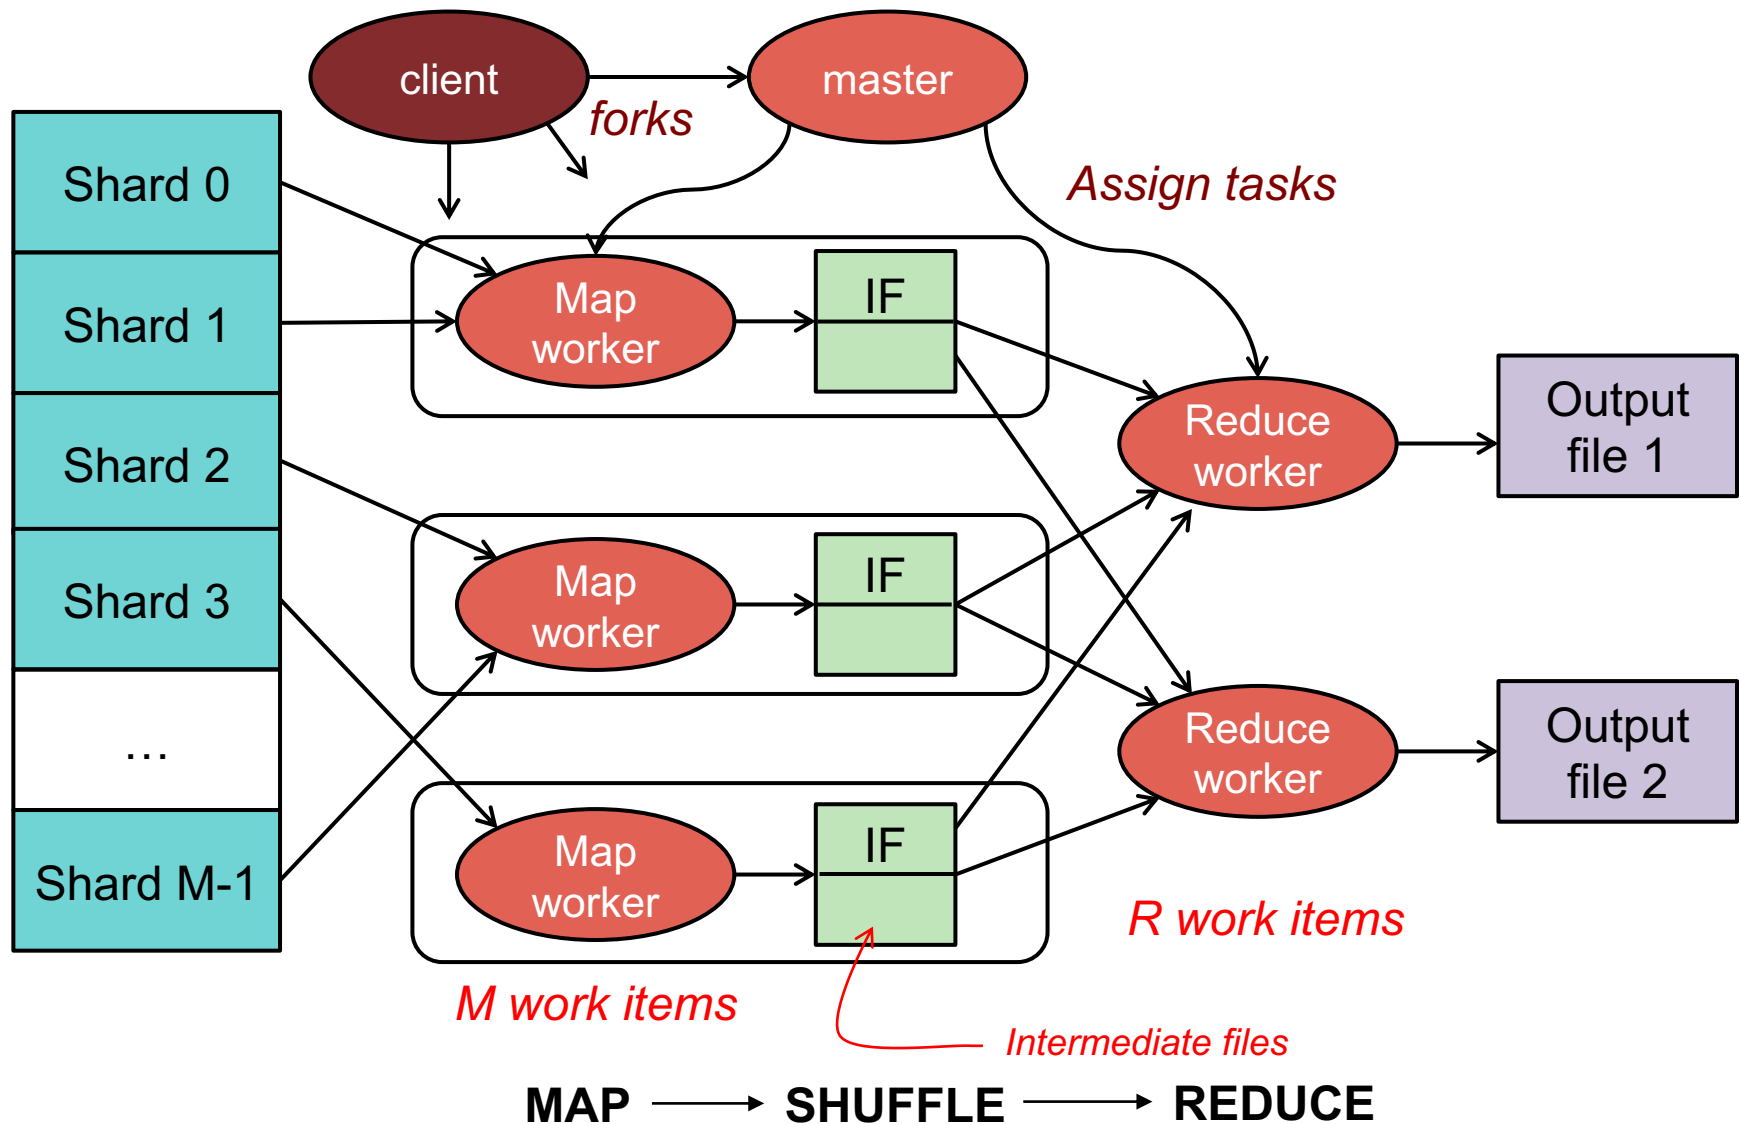 client
master
forks
Assign tasks
Shard 0
Shard 1
Shard 2
Shard 3
...
Shard M-1
Map
worker
IF
Map
worker
IF
Map
worker
IF
Reduce
worker
Reduce
worker
Output
file 1
Output
file 2
R work items
M work items
Intermediate files
MAP SHUFFLE REDUCE